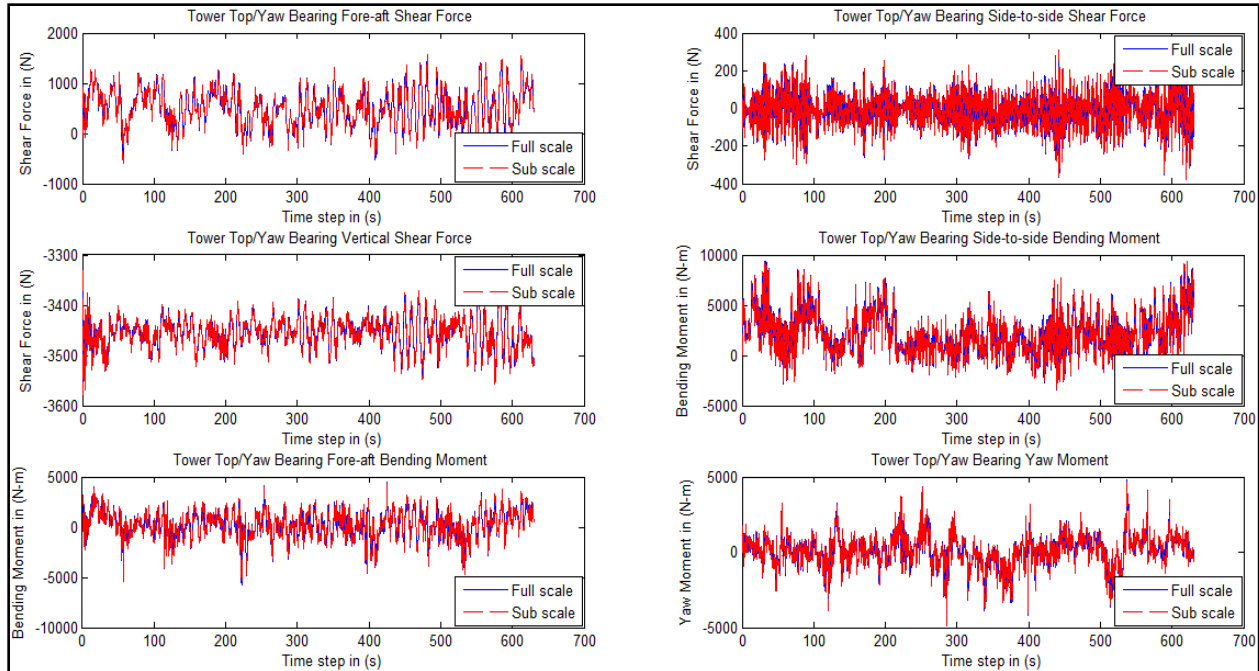 Tower Top/Yaw Bearing Fore-aft Shear Force
2000
1000
0
-1000
Shear Force in (N)
Full scale
Sub scale
0 100 200 300 400 500 600 700
Time step in (s)
Tower Top/Yaw Bearing Side-to-side Shear Force
400
200
0
-200
-400
Shear Force in (N)
Full scale
Sub scale
0 100 200 300 400 500 600 700
Time step in (s)
Tower Top/Yaw Bearing Vertical Shear Force
-3300
-3400
-3500
-3600
Shear Force in (N)
Full scale
Sub scale
0 100 200 300 400 500 600 700
Time step in (s)
Tower Top/Yaw Bearing Side-to-side Bending Moment
10000
5000
0
-5000
Bending Moment in (N-m)
Full scale
Sub scale
0 100 200 300 400 500 600 700
Time step in (s)
Tower Top/Yaw Bearing Fore-aft Bending Moment
5000
0
-5000
-10000
Bending Moment in (N-m)
Full scale
Sub scale
0 100 200 300 400 500 600 700
Time step in (s)
Tower Top/Yaw Bearing Yaw Moment
5000
0
-5000
Yaw Moment in (N-m)
Full scale
Sub scale
0 100 200 300 400 500 600 700
Time step in (s)